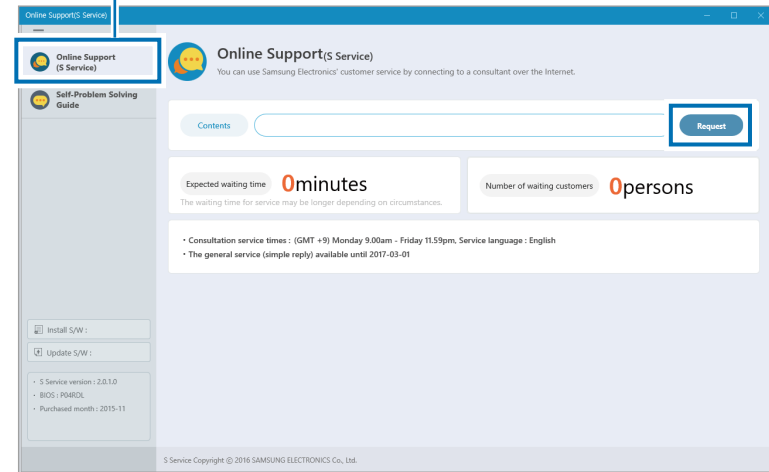 Online Support(S Service)
Online Support
(S Service)
Self-Problem Solving
Guide
Install S/W :
Update S/W :
• S Service version : 2.0.1.0
• BIOS : P04RDL
• Purchased month : 2015-11
Online Support(S Service)
You can use Samsung Electronics' customer service by connecting to a consultant over the Internet.
Contents
Request
Expected waiting time 0minutes
The waiting time for service may be longer depending on circumstances.
Number of waiting customers 0persons
• Consultation service times : (GMT +9) Monday 9.00am - Friday 11.59pm, Service language : English
• The general service (simple reply) available until 2017-03-01
S Service Copyright ⓒ 2016 SAMSUNG ELECTRONICS Co., Ltd.